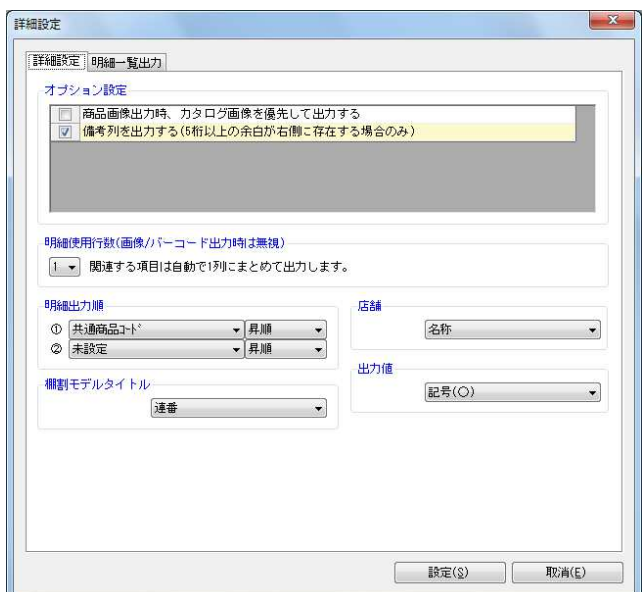 詳細設定
詳細設定 明細一覧出力
オプション設定
商品画像出力時、カタログ画像を優先して出力する
備考列を出力する(5桁以上の余白が右側に存在する場合のみ)
明細使用行数(画像/バーコード出力時は無視)
1 関連する項目は自動で1列にまとめて出力します。
明細出力順
① 共通商品ｺｰﾄﾞ 昇順
② 未設定 昇順
店舗
名称
棚割モデルタイトル
連番
出力値
記号(○)
設定(S) 取消(E)